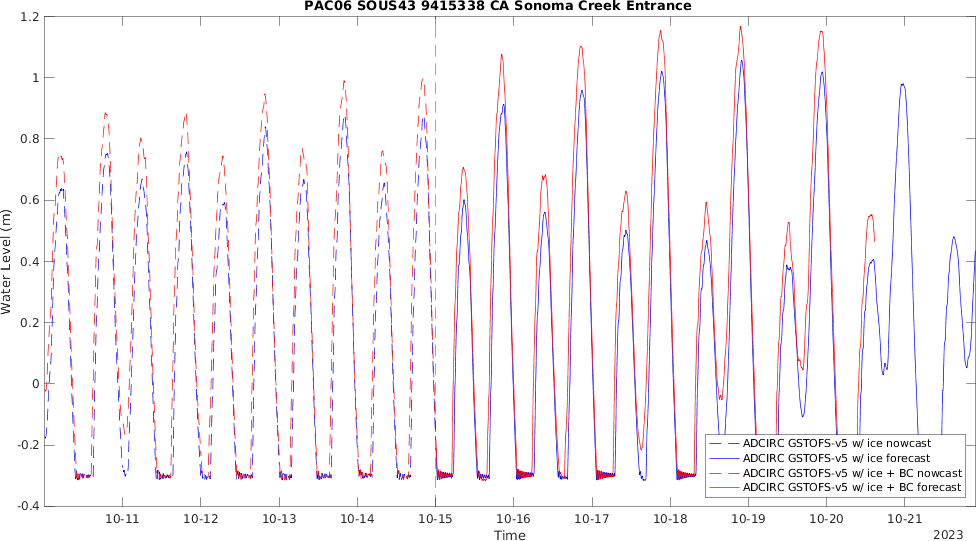 PAC06 SOUS43 9415338 CA Sonoma Creek Entrance
1.2
1
0.8
0.6
0.4
0.2
0
-0.2
-0.4
Water Level (m)
ADCIRC GSTOFS-v5 w/ ice nowcast
ADCIRC GSTOFS-v5 w/ ice forecast
ADCIRC GSTOFS-v5 w/ ice + BC nowcast
ADCIRC GSTOFS-v5 w/ ice + BC forecast
10-11 10-12 10-13 10-14 10-15 10-16 10-17 10-18 10-19 10-20 10-21
Time
2023